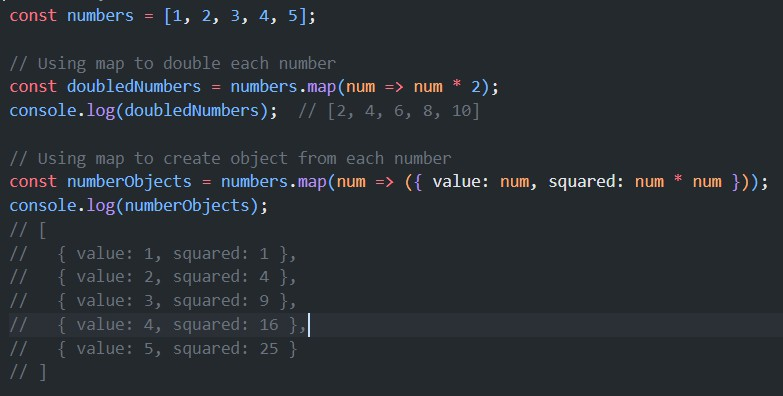 const numbers = [1, 2, 3, 4, 5];

// Using map to double each number
const doubledNumbers = numbers.map(num => num * 2);
console.log(doubledNumbers);  // [2, 4, 6, 8, 10]

// Using map to create object from each number
const numberObjects = numbers.map(num => ({ value: num, squared: num * num }));
console.log(numberObjects);
// [
//   { value: 1, squared: 1 },
//   { value: 2, squared: 4 },
//   { value: 3, squared: 9 },
//   { value: 4, squared: 16 },
//   { value: 5, squared: 25 }
// ]